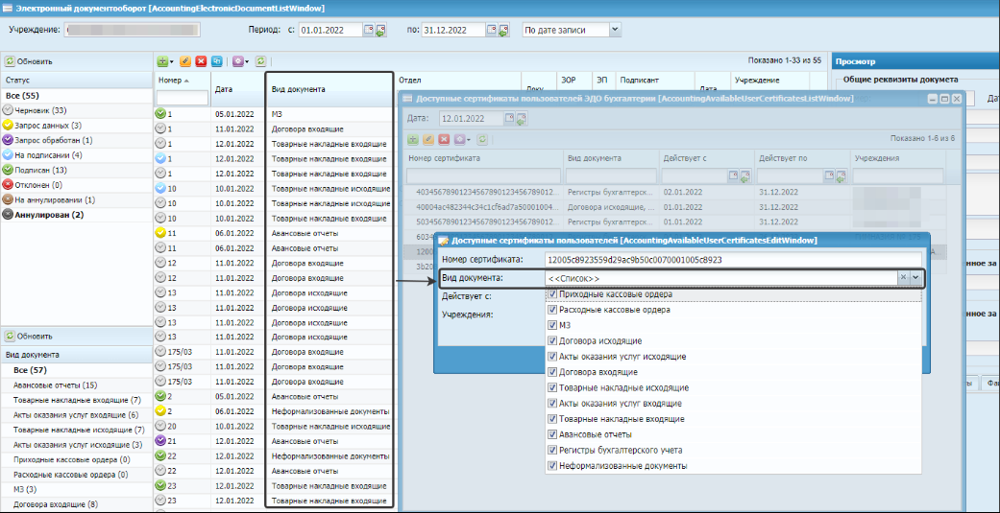 Электронный документооборот [AccountingElectronicDocumentListWindow]
Учреждение:
Период: с: 01.01.2022 по: 31.12.2022 По дате записи
Обновить
Статус
Все (55)
Черновик (33)
Запрос данных (3)
Запрос обработан (1)
На подписании (4)
Подписан (13)
Отклонен (0)
На аннулировании (1)
Аннулирован (2)
Обновить
Вид документа
Все (57)
Авансовые отчеты (15)
Товарные накладные входящие (7)
Акты оказания услуг входящие (6)
Товарные накладные исходящие (7)
Акты оказания услуг исходящие (3)
Приходные кассовые ордера (0)
Расходные кассовые ордера (0)
МЗ (3)
Договора входящие (8)
Показано 1-33 из 55
Номер Дата Вид документа Отдел ЗОР ЭП Подписант Дата Учреждение
1 05.01.2022 МЗ
1 11.01.2022 Договора входящие
1 12.01.2022 Товарные накладные входящие
1 12.01.2022 Товарные накладные входящие
1 12.01.2022 Товарные накладные входящие
10 10.01.2022 Товарные накладные исходящие
10 10.01.2022 Товарные накладные исходящие
10 10.01.2022 Товарные накладные входящие
11 06.01.2022 Авансовые отчеты
11 06.01.2022 Авансовые отчеты
12 11.01.2022 Договора входящие
12 11.01.2022 Договора входящие
13 11.01.2022 Договора исходящие
13 11.01.2022 Договора исходящие
13 11.01.2022 Договора исходящие
13 11.01.2022 Договора исходящие
175/03 11.01.2022 Договора входящие
175/03 11.01.2022 Договора входящие
175/03 11.01.2022 Договора входящие
2 05.01.2022 Авансовые отчеты
2 06.01.2022 Неформализованные документы
20 10.01.2022 Товарные накладные исходящие
21 12.01.2022 Авансовые отчеты
22 12.01.2022 Неформализованные документы
22 12.01.2022 Авансовые отчеты
23 12.01.2022 Товарные накладные входящие
23 12.01.2022 Товарные накладные входящие
Просмотр
Общие реквизиты докумета
Доступные сертификаты пользователей ЭДО бухгалтерии [AccountingAvailableUserCertificatesListWindow]
Дата: 12.01.2022
Показано 1-6 из 6
Номер сертификата Вид документа Действует с Действует по Учреждения
4034567890123456789012345678901​2... Регистры бухгалтерск... 02.01.2022 31.12.2022
40004ac482344c34c1cf6ad7a50001004... Договора исходящие, ... 01.01.2022 31.12.2022
50345678901234567890123456789012... Регистры бухгалтерск... 01.01.2022 31.12.2022
Доступные сертификаты пользователей [AccountingAvailableUserCertificatesEditWindow]
Номер сертификата: 12005c8923559d29ac9b50c0070001005c8923
Вид документа: <<Список>>
Действует с:
Учреждения:
Приходные кассовые ордера
Расходные кассовые ордера
МЗ
Договора исходящие
Акты оказания услуг исходящие
Договора входящие
Товарные накладные исходящие
Акты оказания услуг входящие
Товарные накладные входящие
Авансовые отчеты
Регистры бухгалтерского учета
Неформализованные документы